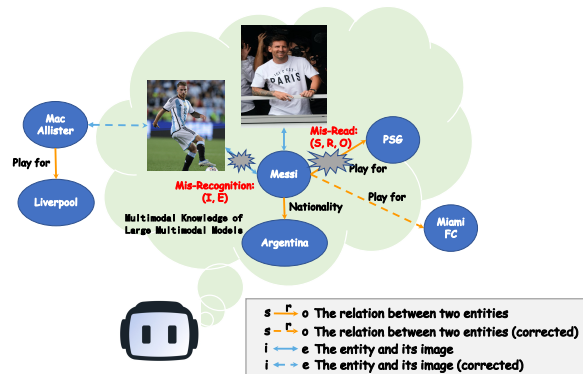 PARIS
Mac
Allister
Mis-Read:
(S, R, O)
PSG
Play for
Messi
Play for
Mis-Recognition:
(I, E)
Play for
Liverpool
Nationality
Miami
FC
Multimodal Knowledge of
Large Multimodal Models
Argentina
s r o The relation between two entities
s r o The relation between two entities (corrected)
i e The entity and its image
i e The entity and its image (corrected)